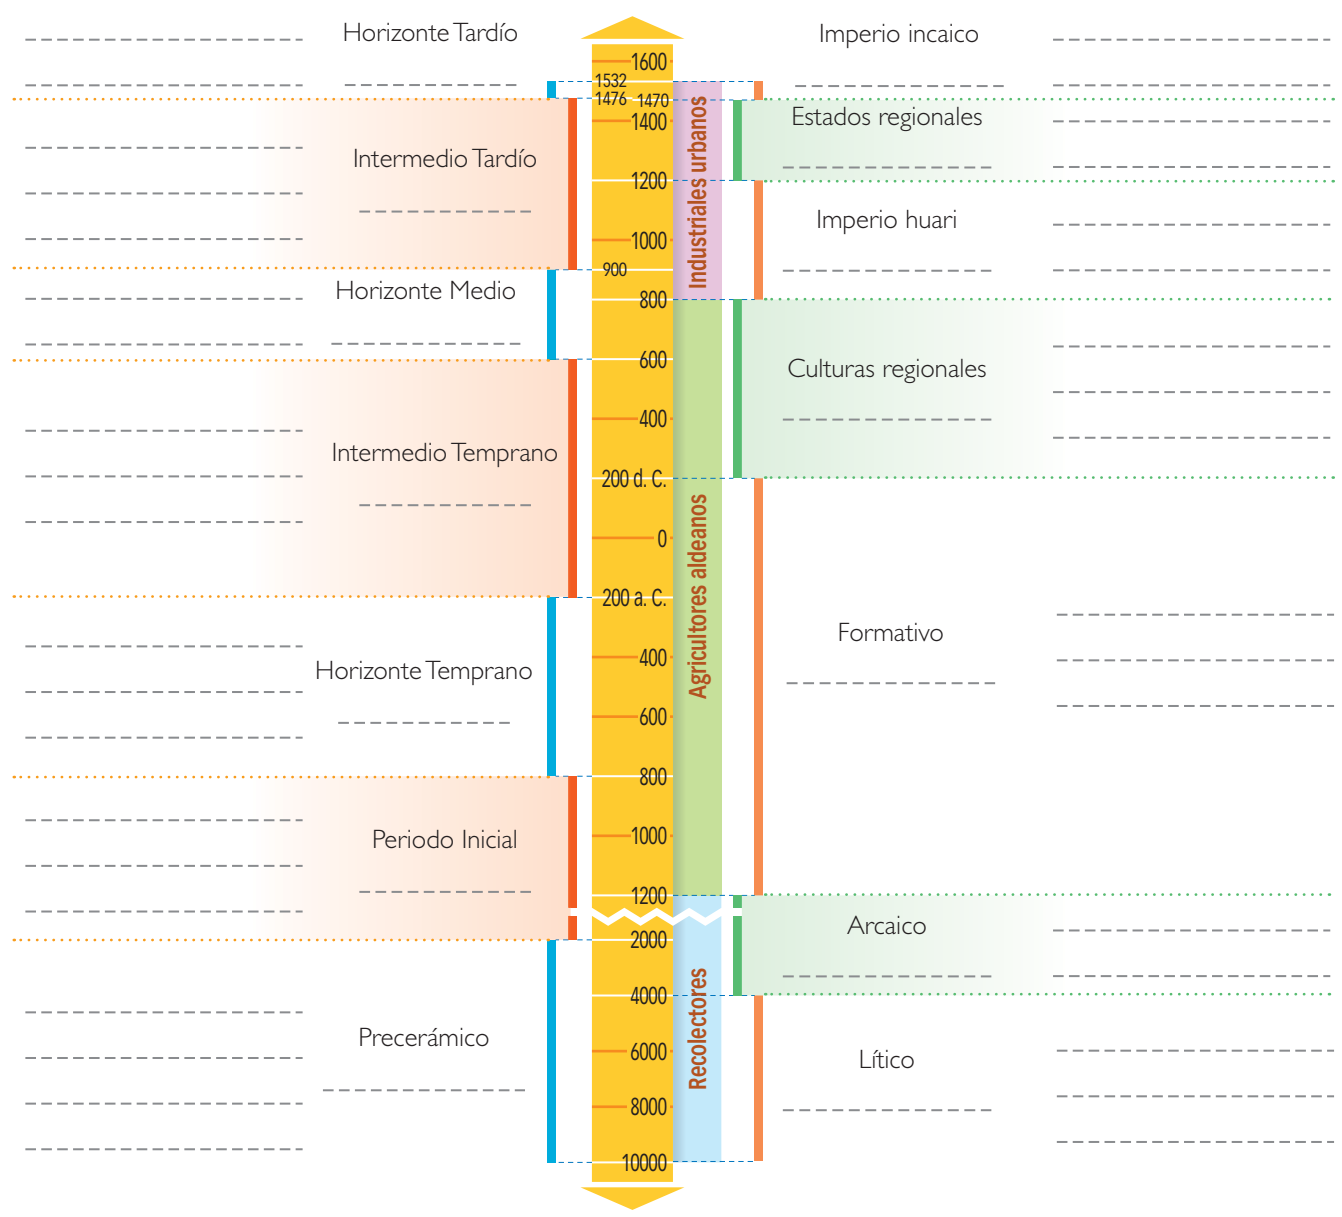 Horizonte Tardío
Intermedio Tardío
Horizonte Medio
Intermedio Temprano
Horizonte Temprano
Periodo Inicial
Precerámico
1600
1532
1476
1470
1400
1200
1000
900
800
600
400
200 d. C.
0
200 a. C.
400
600
800
1000
1200
2000
4000
6000
8000
10000
Industriales urbanos
Agricultores aldeanos
Recolectores
Imperio incaico
Estados regionales
Imperio huari
Culturas regionales
Formativo
Arcaico
Lítico